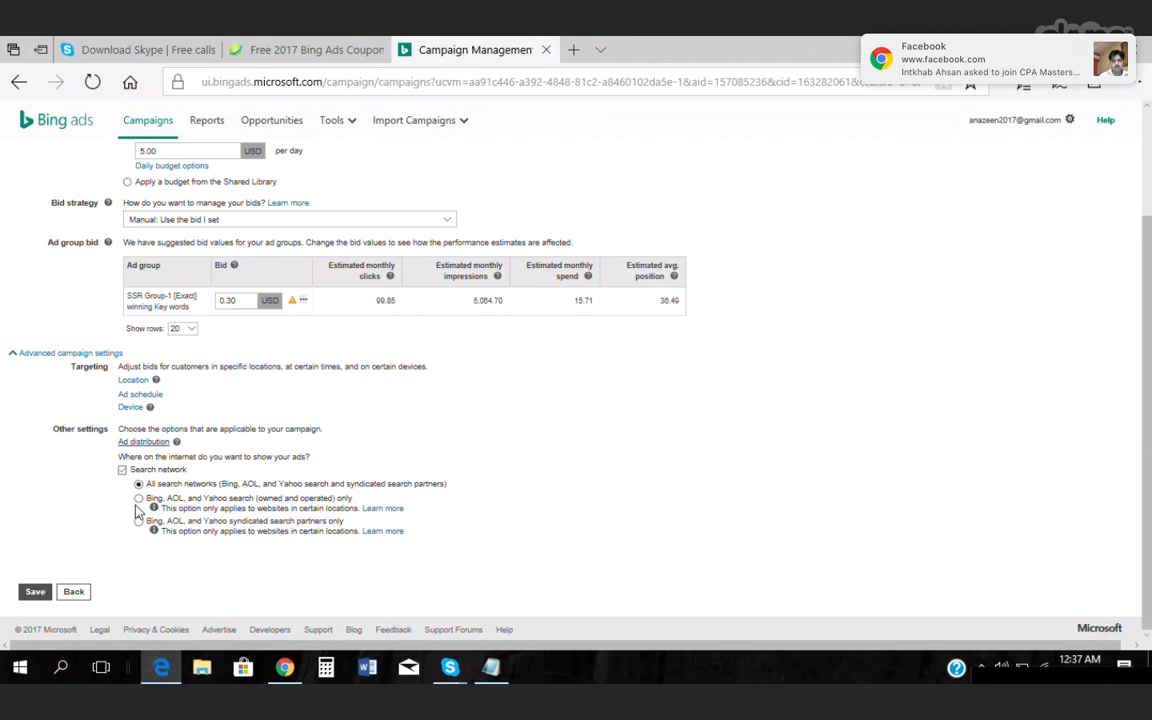 Download Skype | Free calls
Free 2017 Bing Ads Coupon
Campaign Management
Facebook
www.facebook.com
Intkhab Ahsan asked to join CPA Masters...
ui.bingads.microsoft.com/campaign/campaigns?ucvm=aa91c446-a392-4848-81c2-a8460102da5e-1&aid=157085236&cid=163282061
Bing ads
Campaigns
Reports
Opportunities
Tools
Import Campaigns
anazeen2017@gmail.com
Help
5.00 USD per day
Daily budget options
Apply a budget from the Shared Library
Bid strategy How do you want to manage your bids? Learn more
Manual: Use the bid I set
Ad group bid We have suggested bid values for your ad groups. Change the bid values to see how the performance estimates are affected.
Ad group Bid Estimated monthly clicks Estimated monthly impressions Estimated monthly spend Estimated avg. position
SSR Group-1 [Exact] winning Key words 0.30 USD 99.85 5,064.70 15.71 36.49
Show rows: 20
Advanced campaign settings
Targeting Adjust bids for customers in specific locations, at certain times, and on certain devices.
Location
Ad schedule
Device
Other settings Choose the options that are applicable to your campaign.
Ad distribution
Where on the internet do you want to show your ads?
Search network
All search networks (Bing, AOL, and Yahoo search and syndicated search partners)
Bing, AOL, and Yahoo search (owned and operated) only
This option only applies to websites in certain locations. Learn more
Bing, AOL, and Yahoo syndicated search partners only
This option only applies to websites in certain locations. Learn more
Save
Back
© 2017 Microsoft Legal Privacy & Cookies Advertise Developers Support Blog Feedback Support Forums Help
Microsoft
12:37 AM